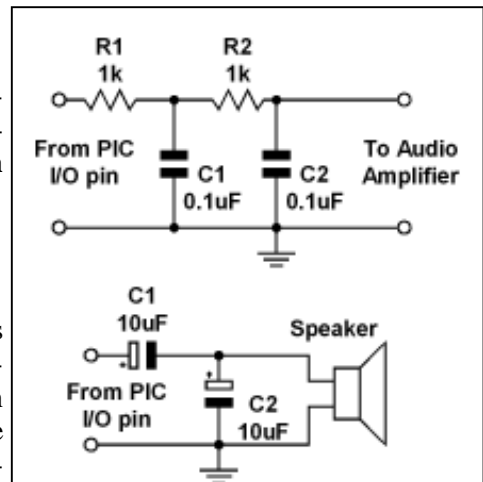 R1 R2
1k 1k
From PIC
I/O pin
C1
0.1uF
C2
0.1uF
To Audio
Amplifier
C1
10uF
Speaker
+
From PIC
I/O pin
+
C2
10uF